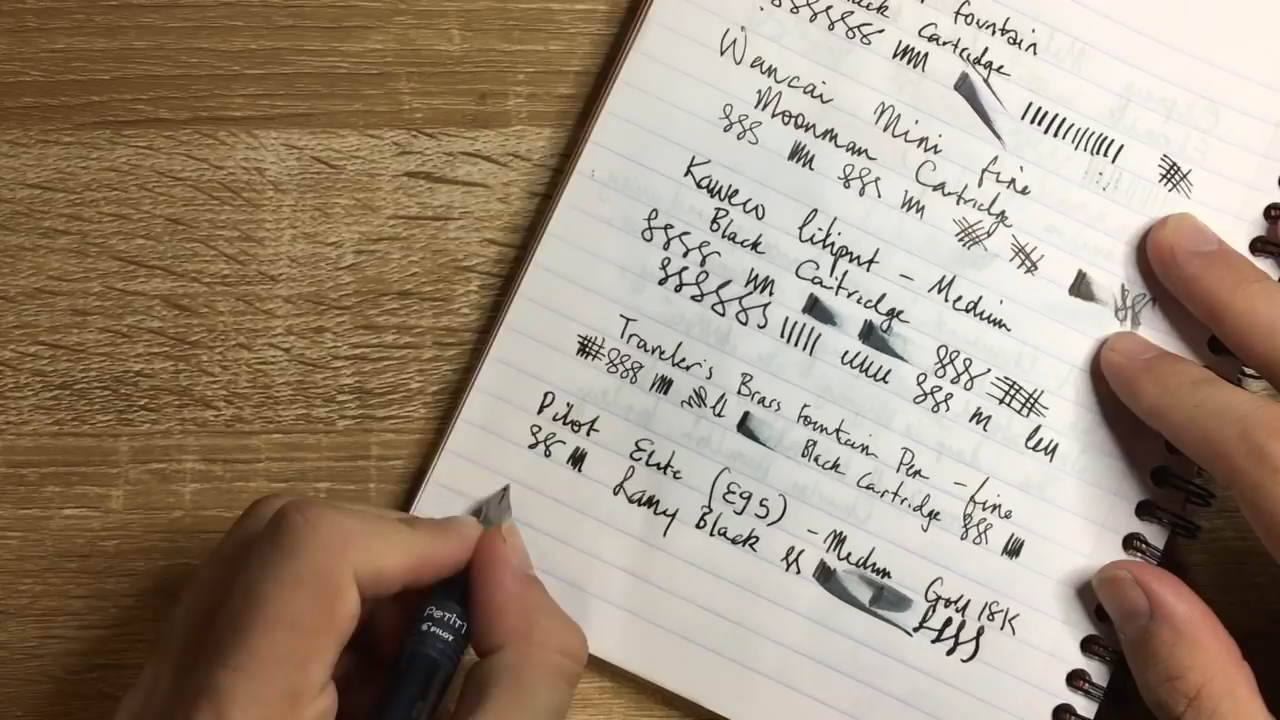 fountain
Black Cartridge
Wancai Mini fine
Moonman Cartridge
Kaweco liliput - Medium
Black Cartridge
Traveler's Brass Fountain Pen - fine
Black Cartridge
Pilot Elite (E95) - Medium Gold 18K
Lamy Black
Petit1
PILOT